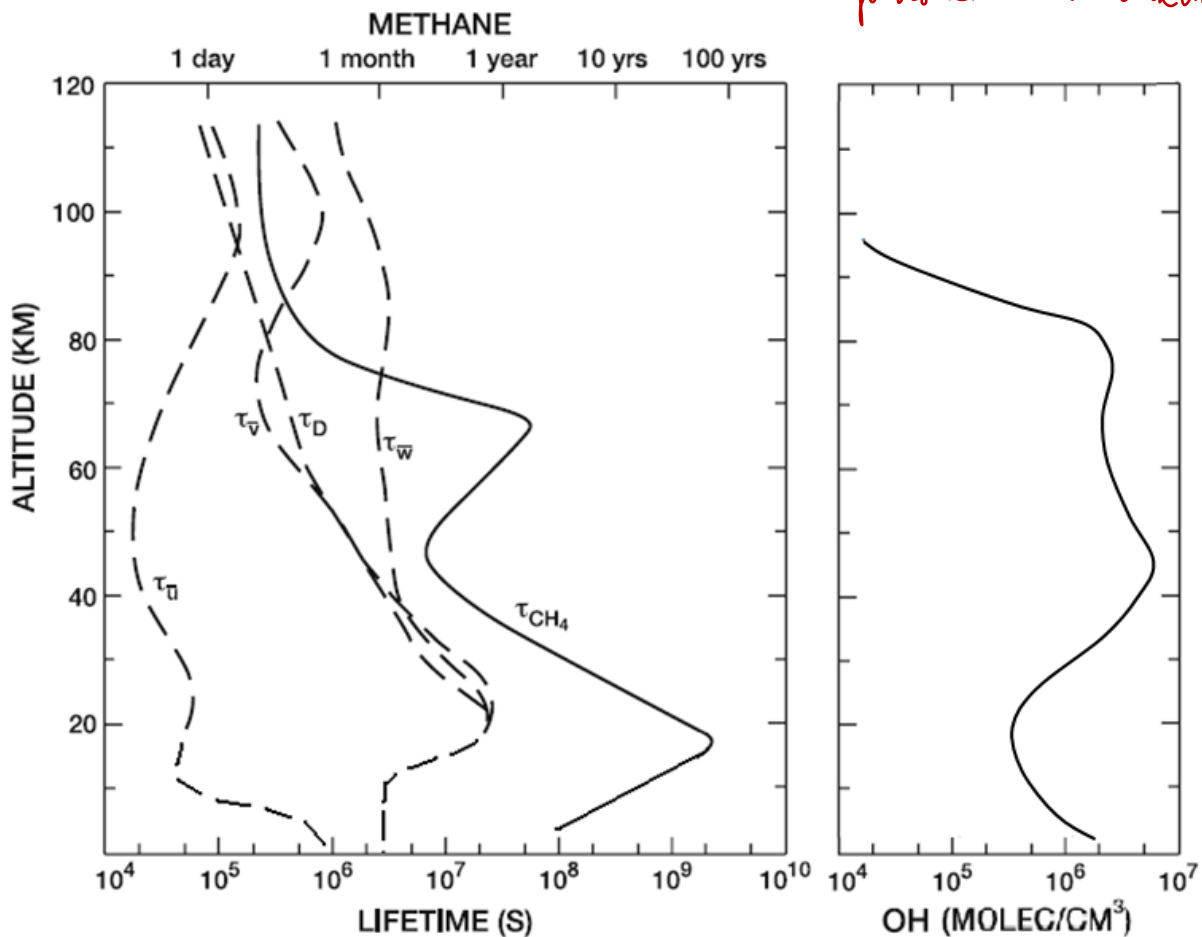 METHANE
1 day 1 month 1 year 10 yrs 100 yrs
120
100
80
60
40
20
ALTITUDE (KM)
τv̅ τD τw̅
τu̅
τCH₄
10⁴ 10⁵ 10⁶ 10⁷ 10⁸ 10⁹ 10¹⁰
LIFETIME (S)
10⁴ 10⁵ 10⁶ 10⁷
OH (MOLEC/CM³)